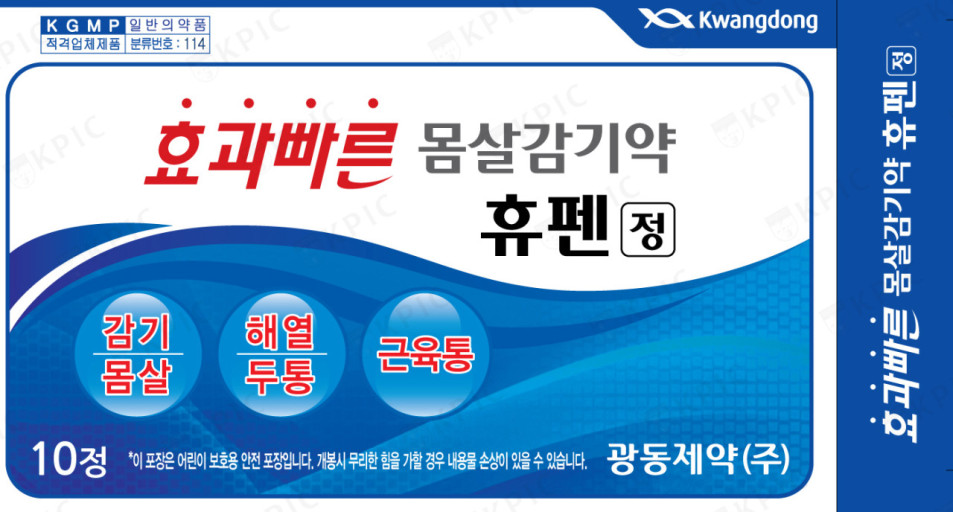 KGMP 일반의약품
적격업체제품 분류번호 : 114
Kwangdong
효과빠른 몸살감기약
휴펜 정
감기
몸살
해열
두통
근육통
10정
*이 포장은 어린이 보호용 안전 포장입니다. 개봉시 무리한 힘을 가할 경우 내용물 손상이 있을 수 있습니다.
광동제약(주)
효과빠른 몸살감기약 휴펜 정
KPIC